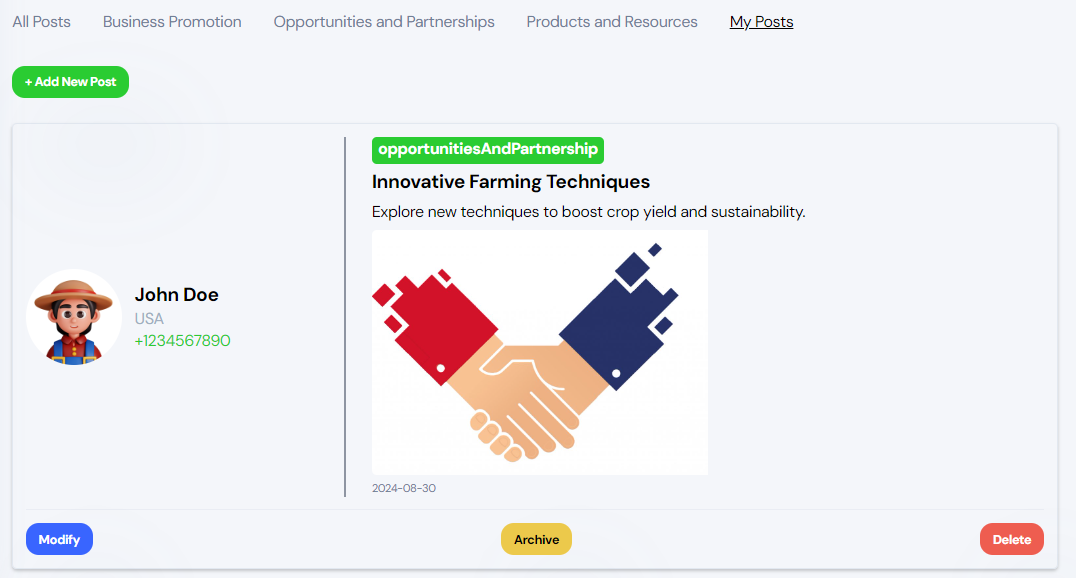 All Posts Business Promotion Opportunities and Partnerships Products and Resources My Posts
+ Add New Post
opportunitiesAndPartnership
Innovative Farming Techniques
Explore new techniques to boost crop yield and sustainability.
John Doe
USA
+1234567890
2024-08-30
Modify Archive Delete